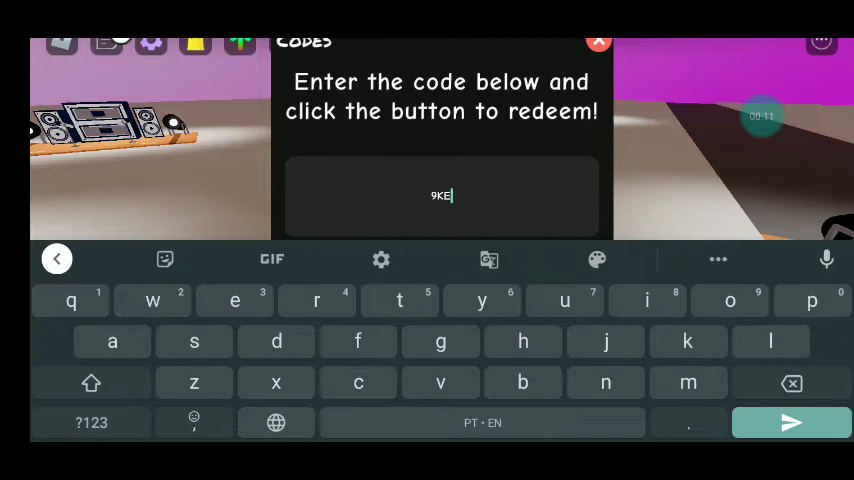 CODES
Enter the code below and
click the button to redeem!
00:11
9KE
GIF
q 1 w 2 e 3 r 4 t 5 y 6 u 7 i 8 o 9 p 0
a s d f g h j k l
z x c v b n m
?123 , PT • EN .